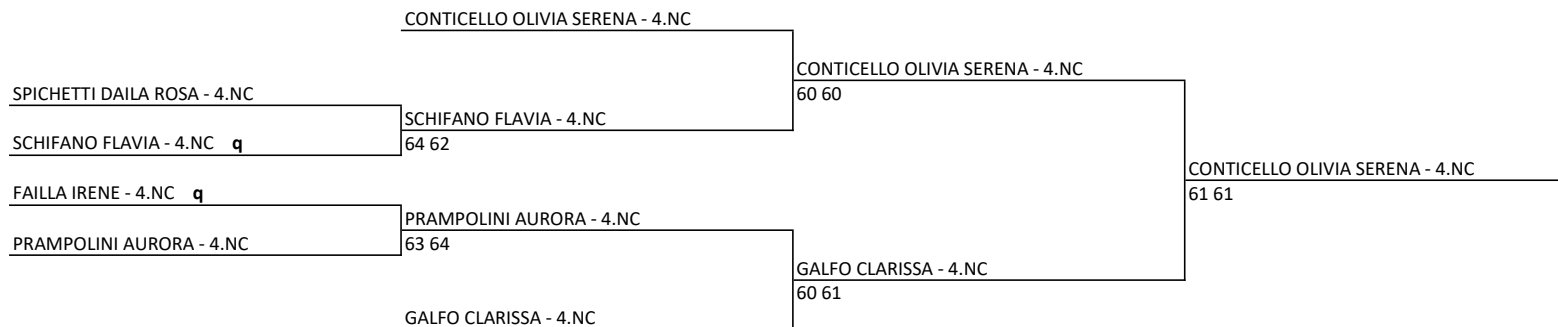 CONTICELLO OLIVIA SERENA - 4.NC
CONTICELLO OLIVIA SERENA - 4.NC
SPICHETTI DAILA ROSA - 4.NC
60 60
SCHIFANO FLAVIA - 4.NC
SCHIFANO FLAVIA - 4.NC q
64 62
CONTICELLO OLIVIA SERENA - 4.NC
FAILLA IRENE - 4.NC q
61 61
PRAMPOLINI AURORA - 4.NC
PRAMPOLINI AURORA - 4.NC
63 64
GALFO CLARISSA - 4.NC
60 61
GALFO CLARISSA - 4.NC